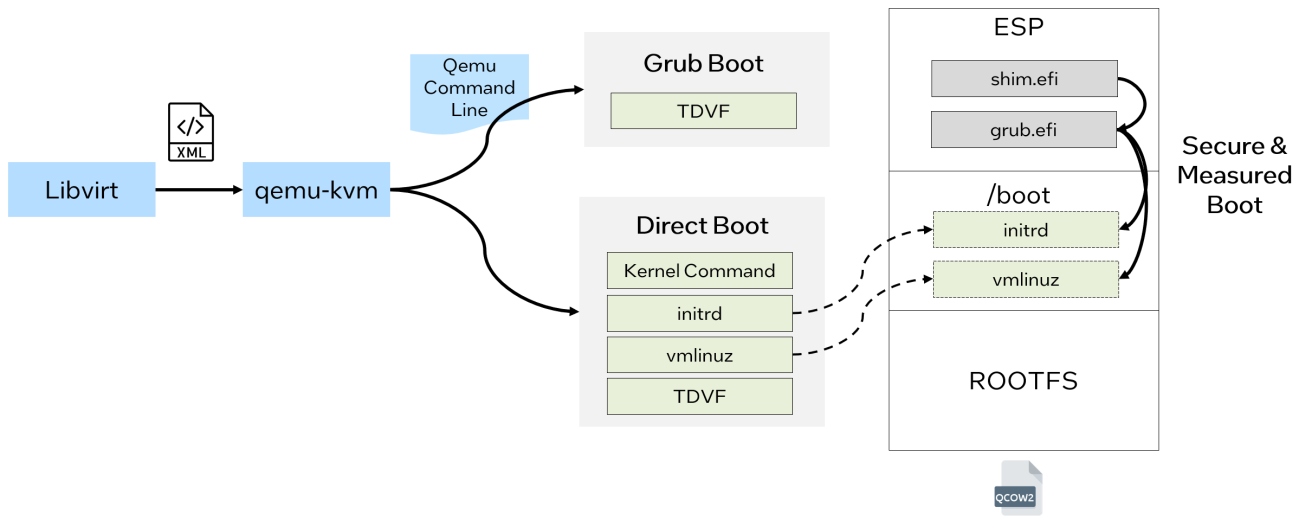 Libvirt
</>
XML
qemu-kvm
Qemu
Command
Line
Grub Boot
TDVF
Direct Boot
Kernel Command
initrd
vmlinuz
TDVF
ESP
shim.efi
grub.efi
/boot
initrd
vmlinuz
ROOTFS
QCOW2
Secure &
Measured
Boot